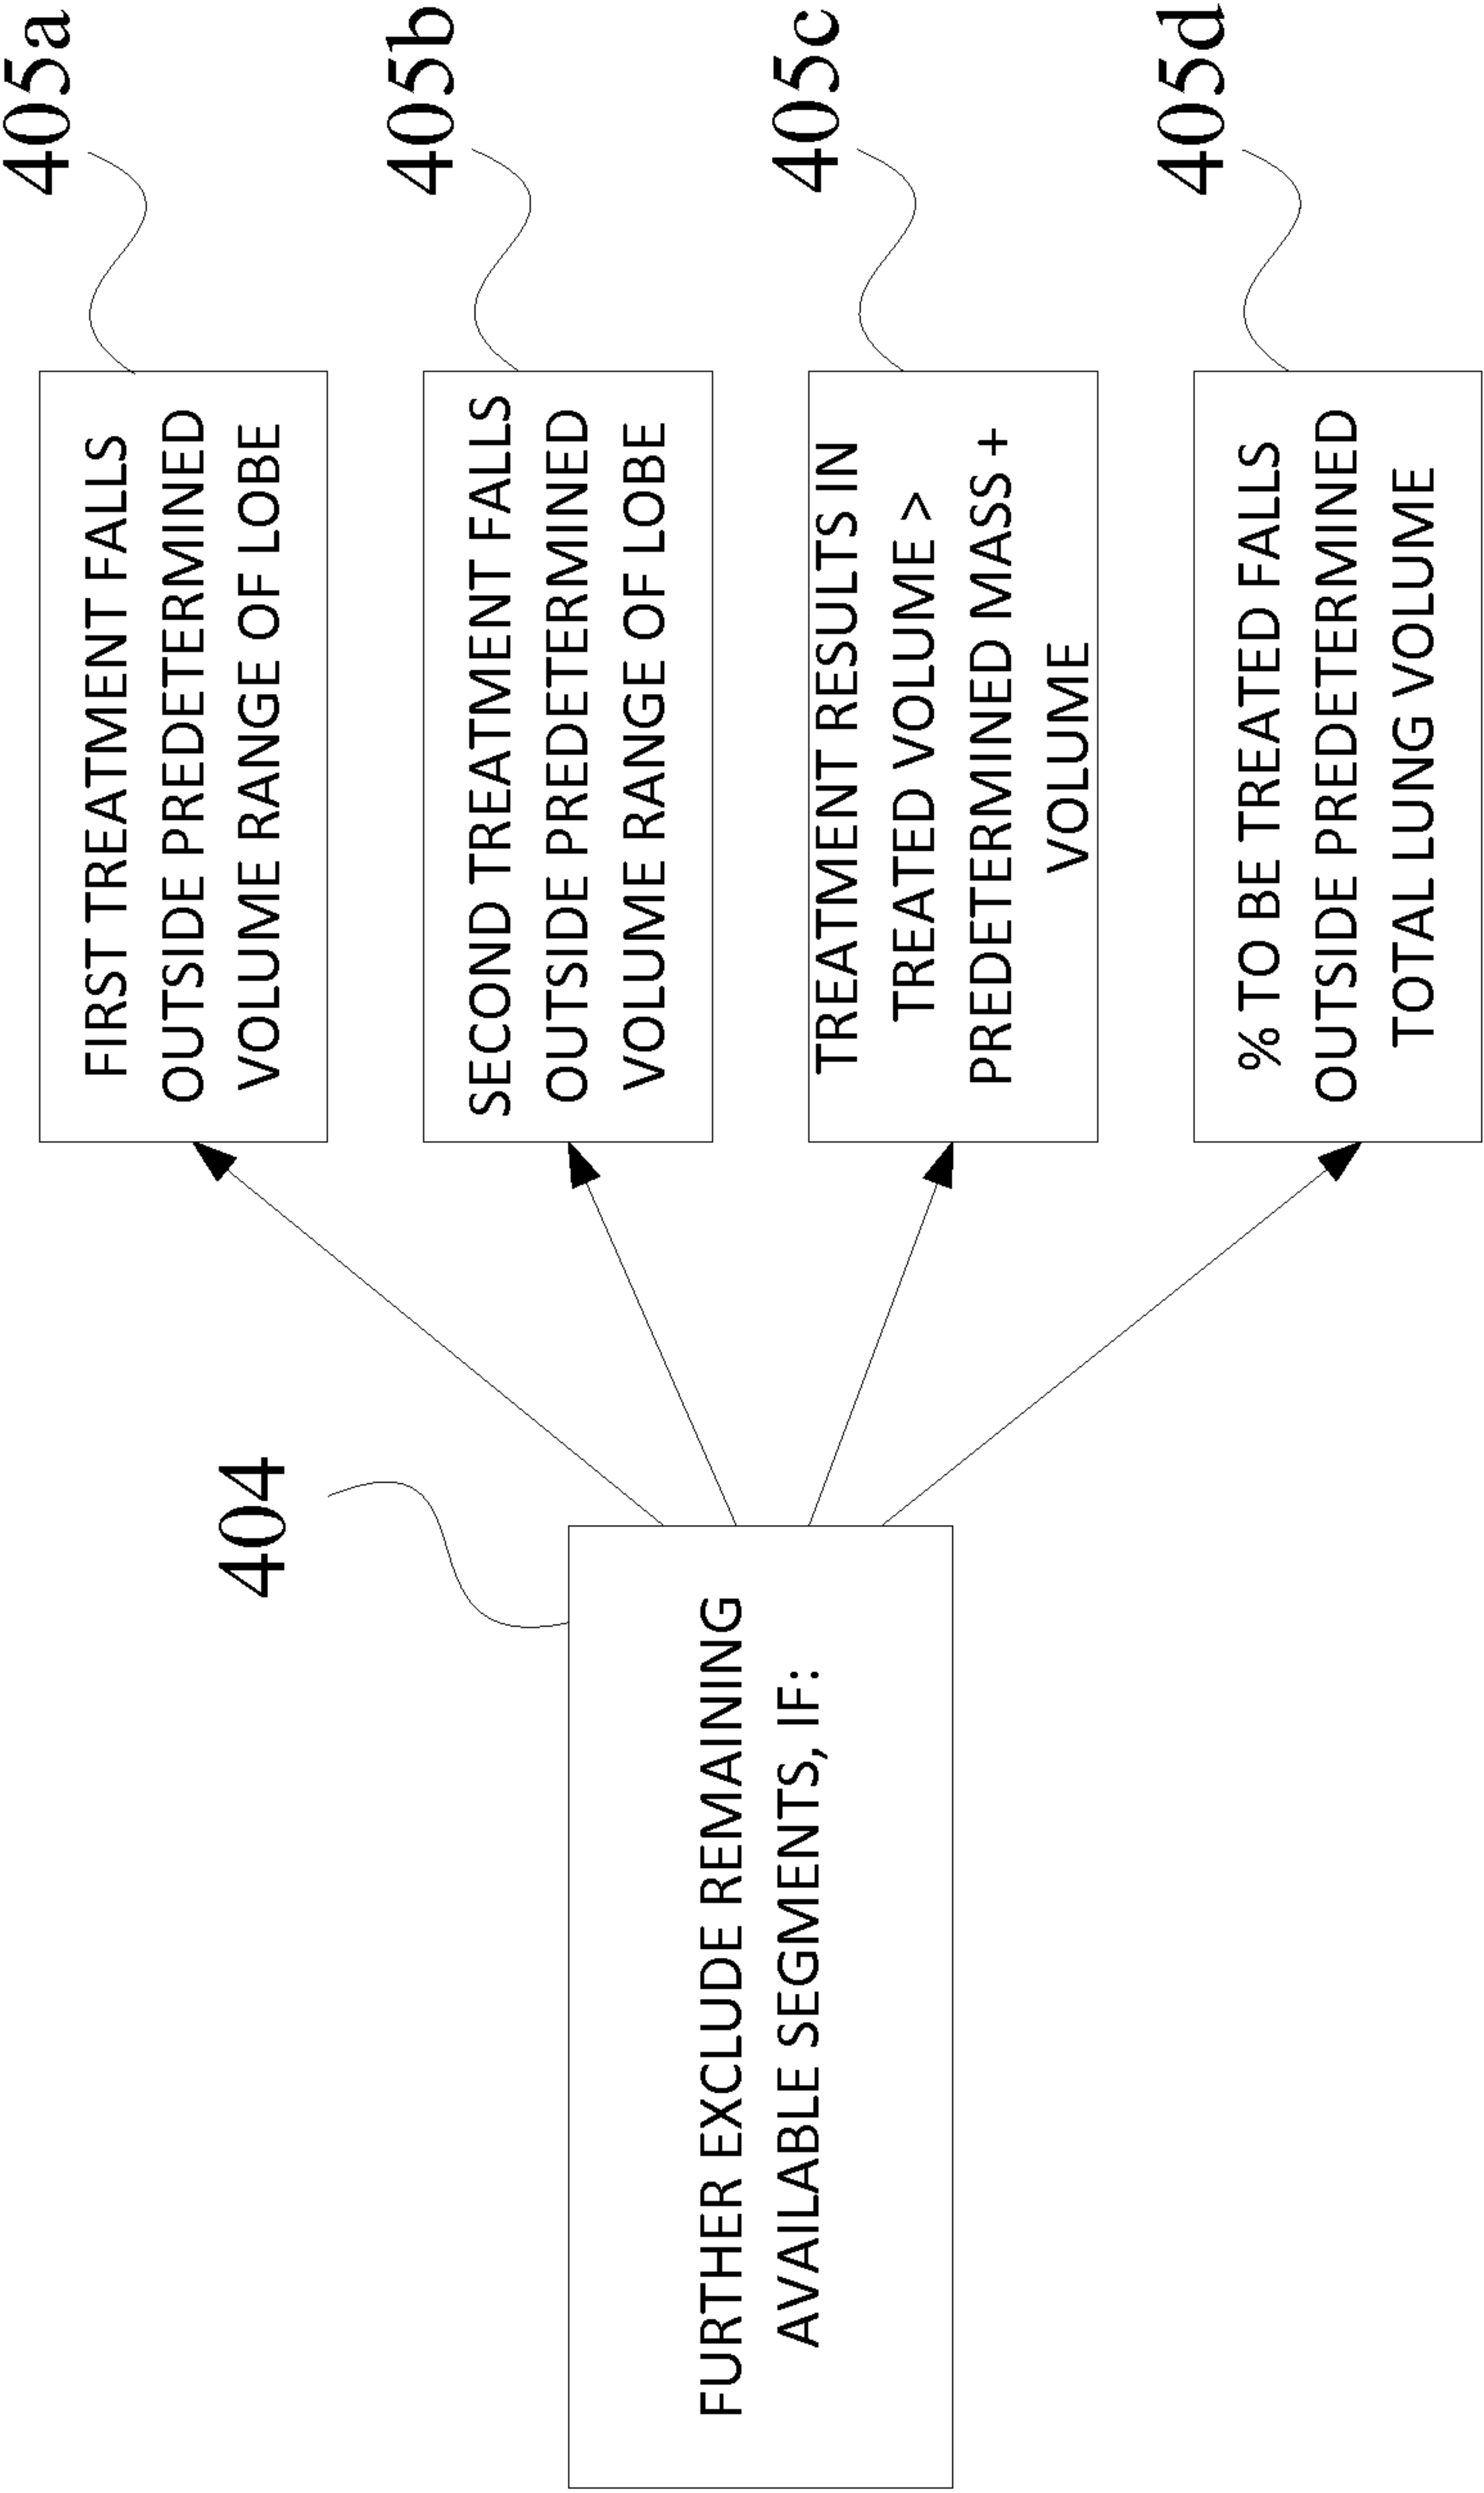 404
FURTHER EXCLUDE REMAINING
AVAILABLE SEGMENTS, IF:
FIRST TREATMENT FALLS
OUTSIDE PREDETERMINED
VOLUME RANGE OF LOBE
405a
SECOND TREATMENT FALLS
OUTSIDE PREDETERMINED
VOLUME RANGE OF LOBE
405b
TREATMENT RESULTS IN
TREATED VOLUME >
PREDETERMINED MASS +
VOLUME
405c
% TO BE TREATED FALLS
OUTSIDE PREDETERMINED
TOTAL LUNG VOLUME
405d